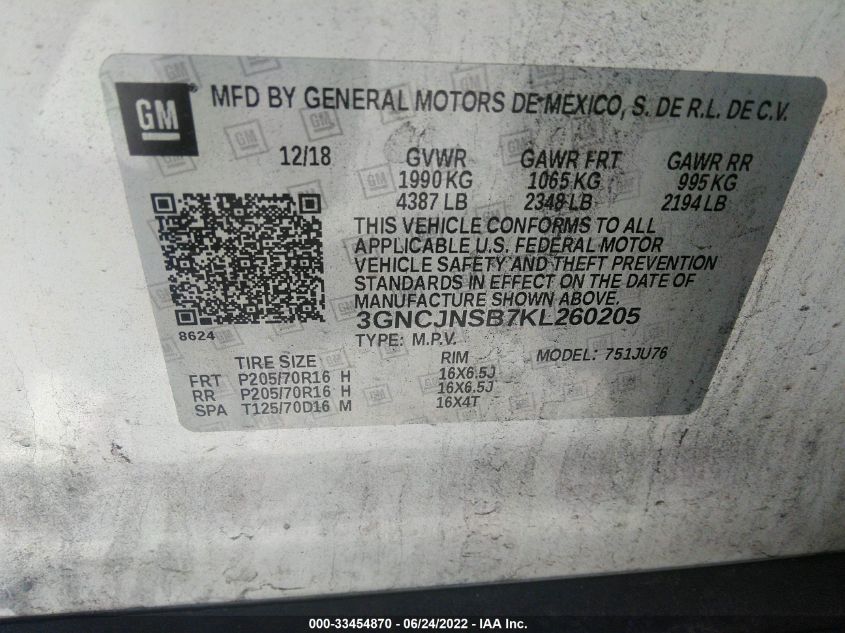 GM ® MFD BY GENERAL MOTORS DE MEXICO, S. DE R.L. DE C.V.
12/18 GVWR GAWR FRT GAWR RR
1990 KG 1065 KG 995 KG
4387 LB 2348 LB 2194 LB
THIS VEHICLE CONFORMS TO ALL
APPLICABLE U.S. FEDERAL MOTOR
VEHICLE SAFETY AND THEFT PREVENTION
STANDARDS IN EFFECT ON THE DATE OF
MANUFACTURE SHOWN ABOVE.
3GNCJNSB7KL260205
8624 TYPE: M.P.V. MODEL: 751JU76
TIRE SIZE RIM
FRT P205/70R16 H 16X6.5J
RR P205/70R16 H 16X6.5J
SPA T125/70D16 M 16X4T
000-33454870 - 06/24/2022 - IAA Inc.